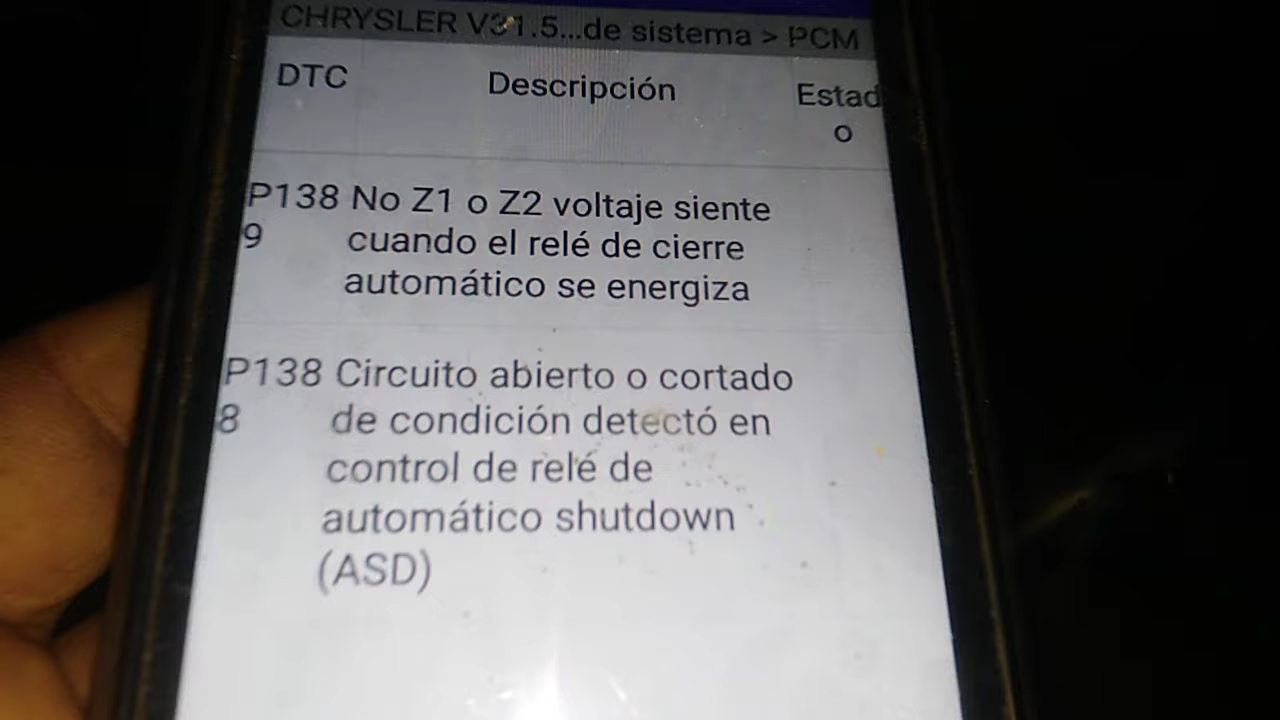 CHRYSLER V31.5...de sistema > PCM
DTC Descripción Estad
o
P138 No Z1 o Z2 voltaje siente
9 cuando el relé de cierre
automático se energiza
P138 Circuito abierto o cortado
8 de condición detectó en
control de relé de
automático shutdown
(ASD)